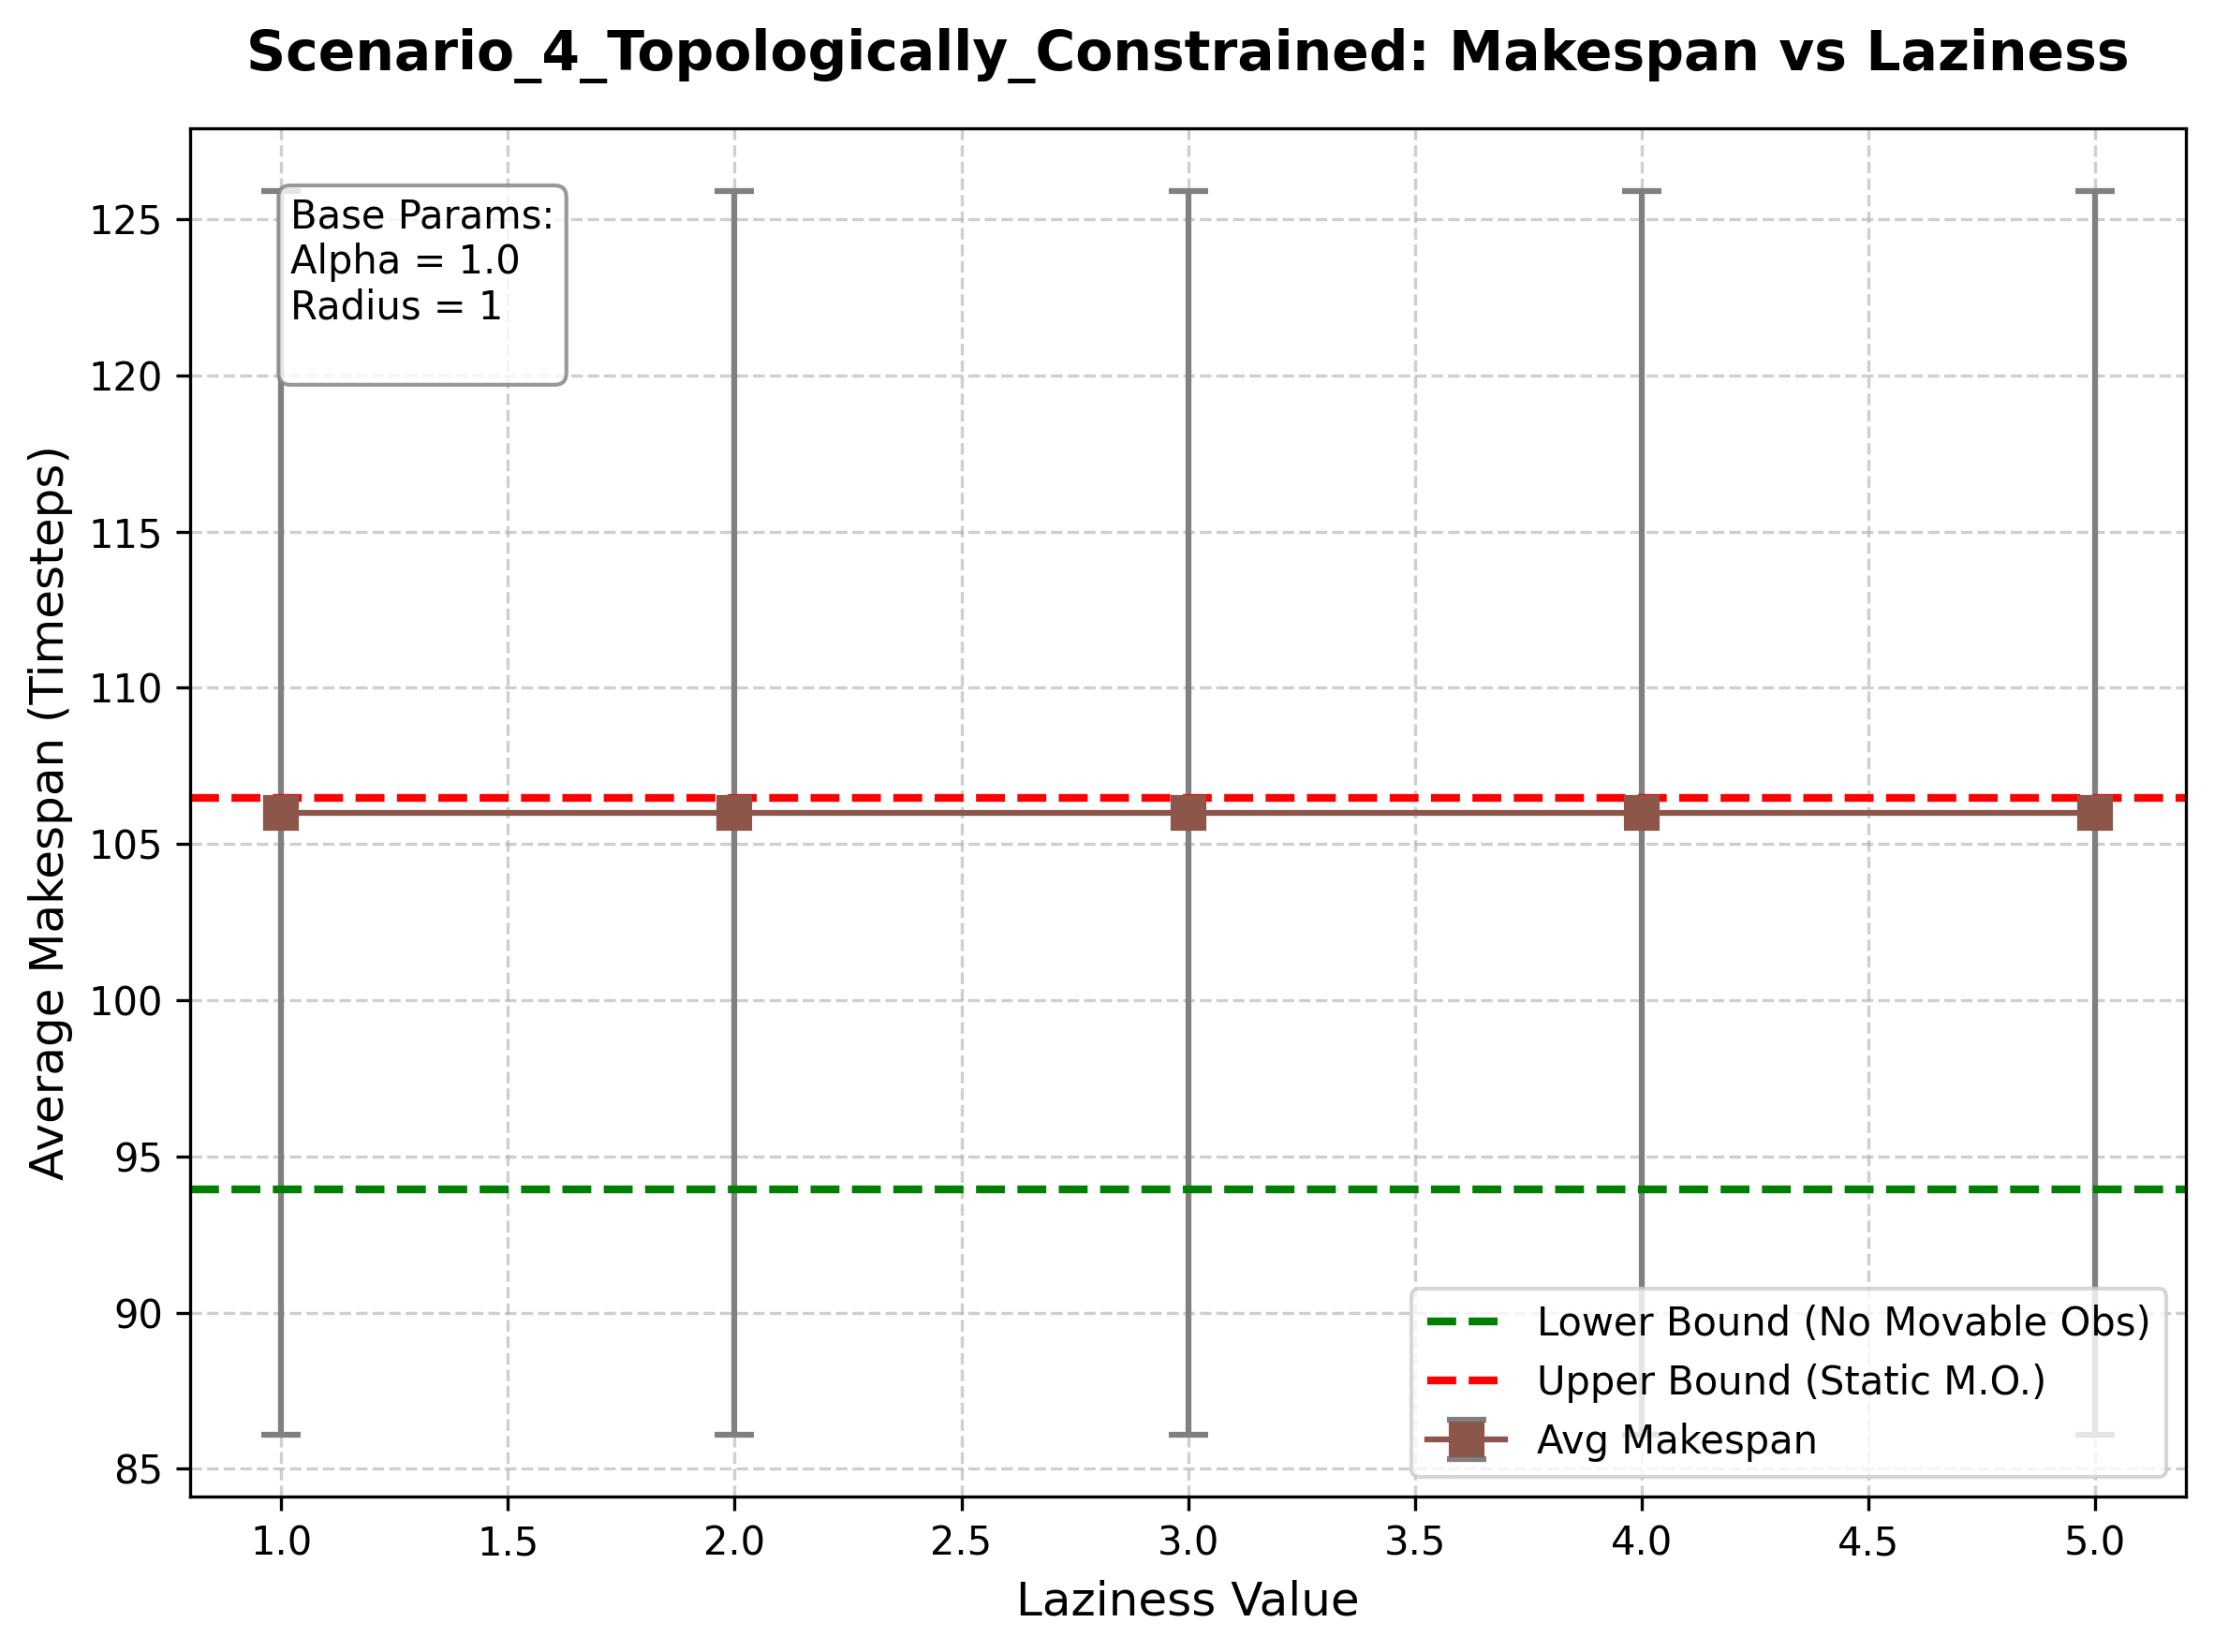 Scenario_4_Topologically_Constrained: Makespan vs Laziness
Average Makespan (Timesteps)
125
120
115
110
105
100
95
90
85
Base Params:
Alpha = 1.0
Radius = 1
Lower Bound (No Movable Obs)
Upper Bound (Static M.O.)
Avg Makespan
1.0 1.5 2.0 2.5 3.0 3.5 4.0 4.5 5.0
Laziness Value